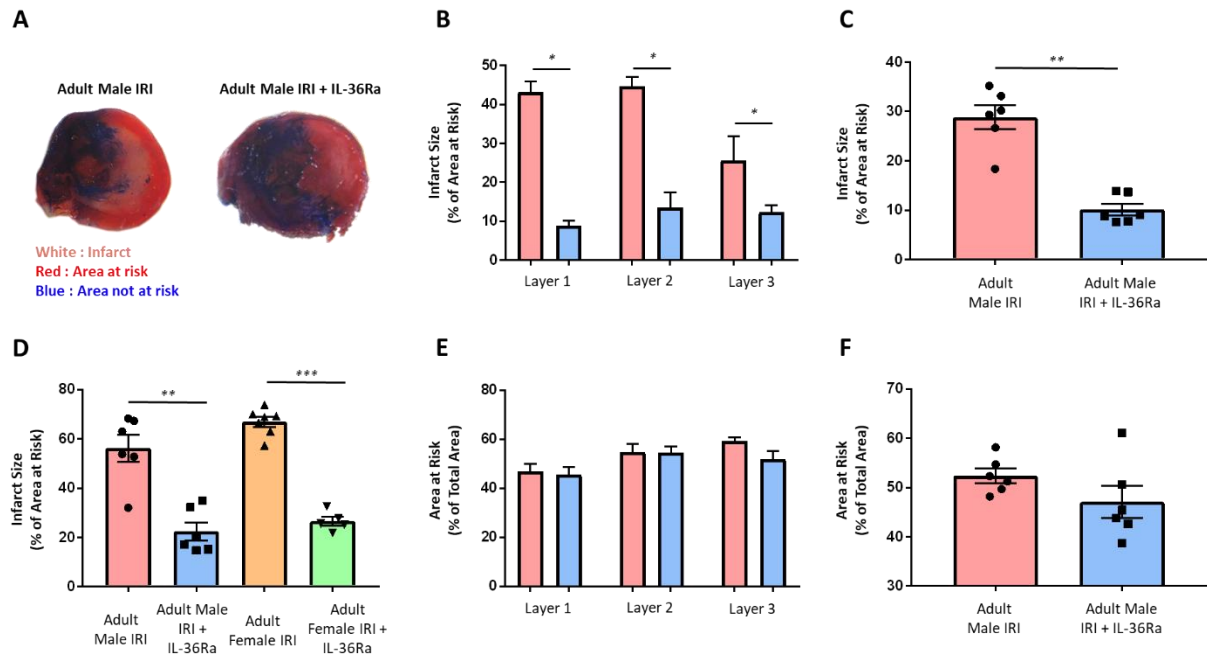 A
Adult Male IRI
Adult Male IRI + IL-36Ra
White : Infarct
Red : Area at risk
Blue : Area not at risk
B
Infarct Size
(% of Area at Risk)
50
40
30
20
10
0
*
*
*
Layer 1
Layer 2
Layer 3
C
Infarct Size
(% of Area at Risk)
40
30
20
10
0
**
Adult
Male IRI
Adult Male
IRI + IL-36Ra
D
Infarct Size
(% of Area at Risk)
80
60
40
20
0
**
***
Adult
Male IRI
Adult Male
IRI +
IL-36Ra
Adult
Female IRI
Adult
Female IRI +
IL-36Ra
E
Area at Risk
(% of Total Area)
80
60
40
20
0
Layer 1
Layer 2
Layer 3
F
Area at Risk
(% of Total Area)
70
60
50
40
30
Adult
Male IRI
Adult Male
IRI + IL-36Ra